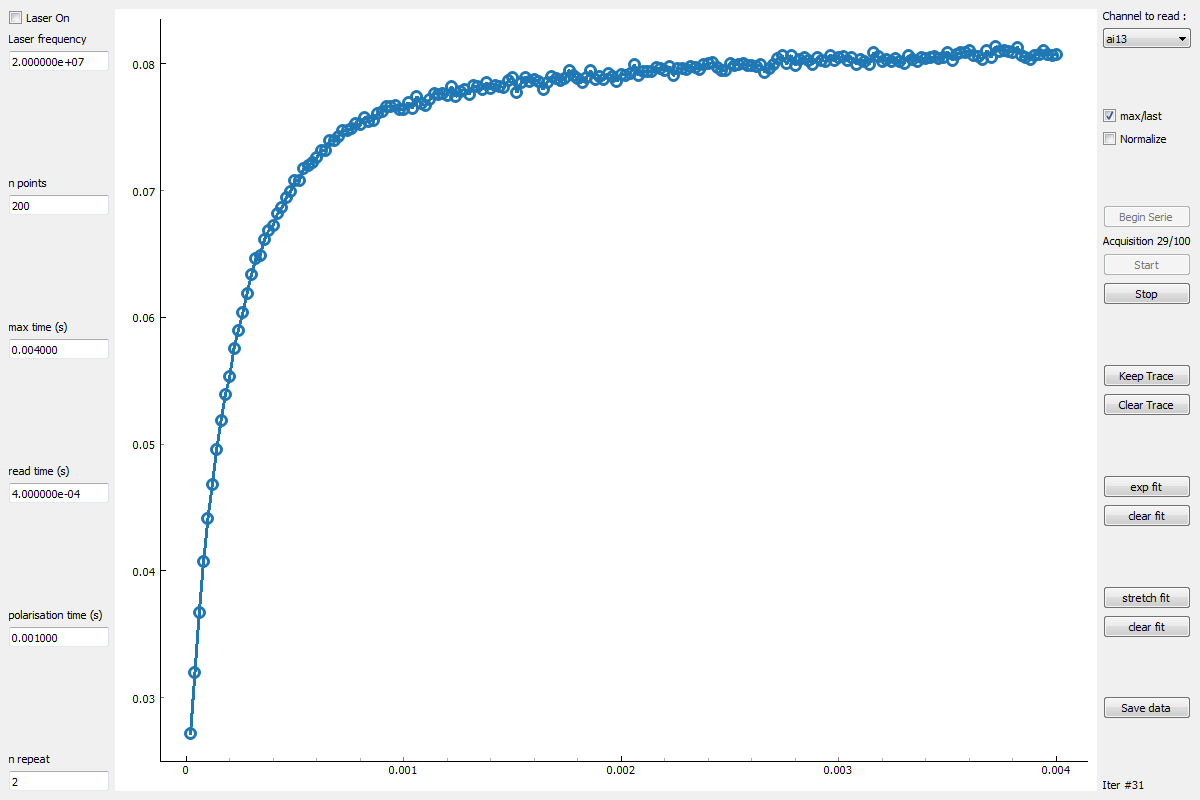 Laser On
Laser frequency
2.000000e+07
n points
200
max time (s)
0.004000
read time (s)
4.000000e-04
polarisation time (s)
0.001000
n repeat
2
0.08
0.07
0.06
0.05
0.04
0.03
0
0.001
0.002
0.003
0.004
Channel to read :
ai13
max/last
Normalize
Begin Serie
Acquisition 29/100
Start
Stop
Keep Trace
Clear Trace
exp fit
clear fit
stretch fit
clear fit
Save data
Iter #31